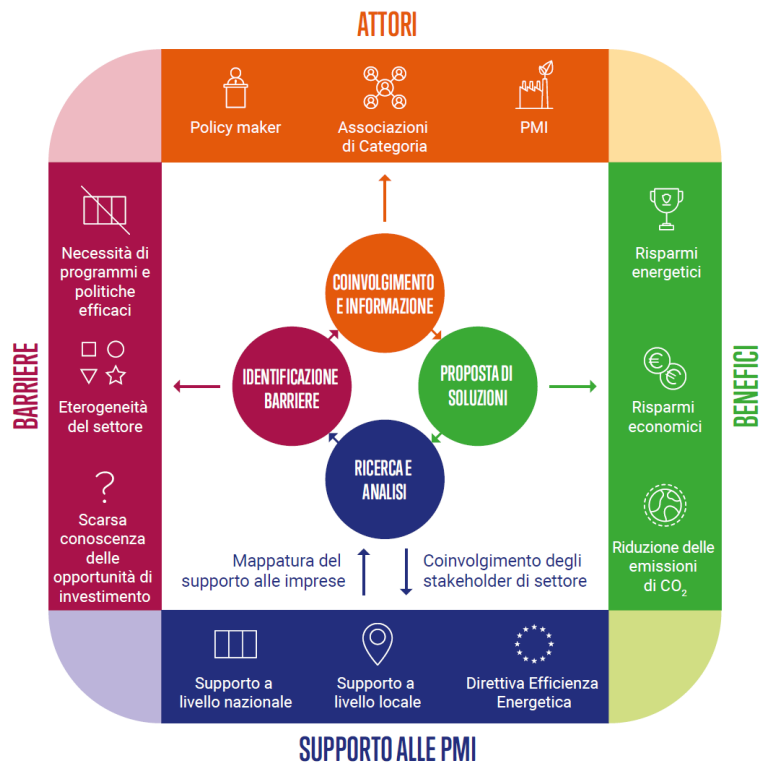 ATTORI
Policy maker
Associazioni
di Categoria
PMI
BARRIERE
Necessità di
programmi e
politiche
efficaci
Eterogeneità
del settore
?
Scarsa
conoscenza
delle
opportunità di
investimento
COINVOLGIMENTO
E INFORMAZIONE
IDENTIFICAZIONE
BARRIERE
PROPOSTA DI
SOLUZIONI
RICERCA E
ANALISI
Mappatura del
supporto alle imprese
Coinvolgimento degli
stakeholder di settore
BENEFICI
Risparmi
energetici
€ €
Risparmi
economici
Riduzione delle
emissioni
di CO₂
Supporto a
livello nazionale
Supporto a
livello locale
Direttiva Efficienza
Energetica
SUPPORTO ALLE PMI